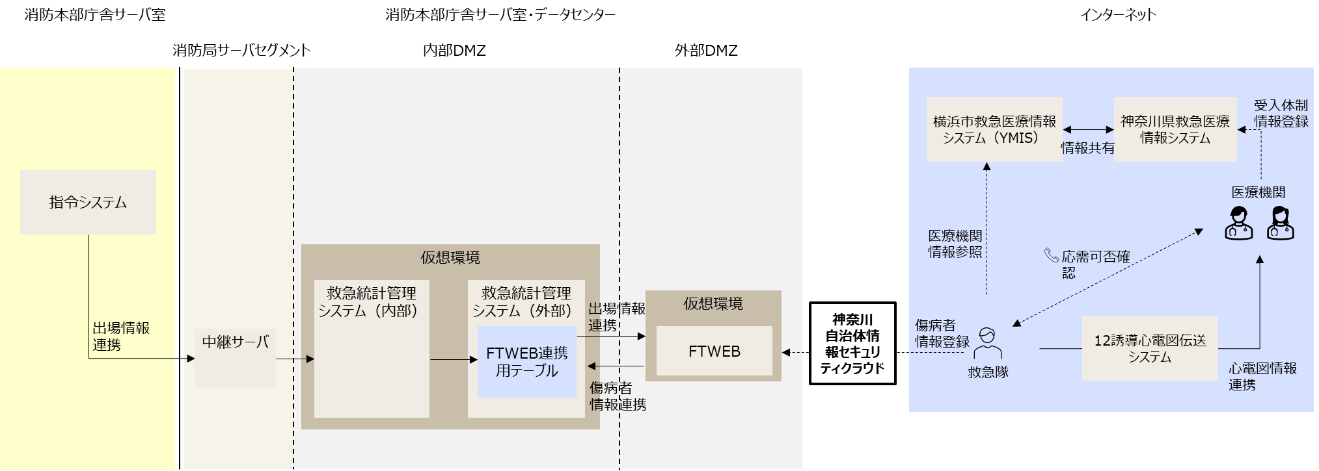 消防本部庁舎サーバ室
消防本部庁舎サーバ室・データセンター
インターネット
消防局サーバセグメント
内部DMZ
外部DMZ
指令システム
出場情報
連携
中継サーバ
仮想環境
救急統計管理
システム（内部）
救急統計管理
システム（外部）
FTWEB連携
用テーブル
出場情報
連携
傷病者
情報連携
仮想環境
FTWEB
神奈川
自治体情
報セキュリ
ティクラウド
傷病者
情報登録
横浜市救急医療情報
システム（YMIS）
情報共有
神奈川県救急医療
情報システム
受入体制
情報登録
医療機関
医療機関
情報参照
応需可否確
認
救急隊
12誘導心電図伝送
システム
心電図情報
連携